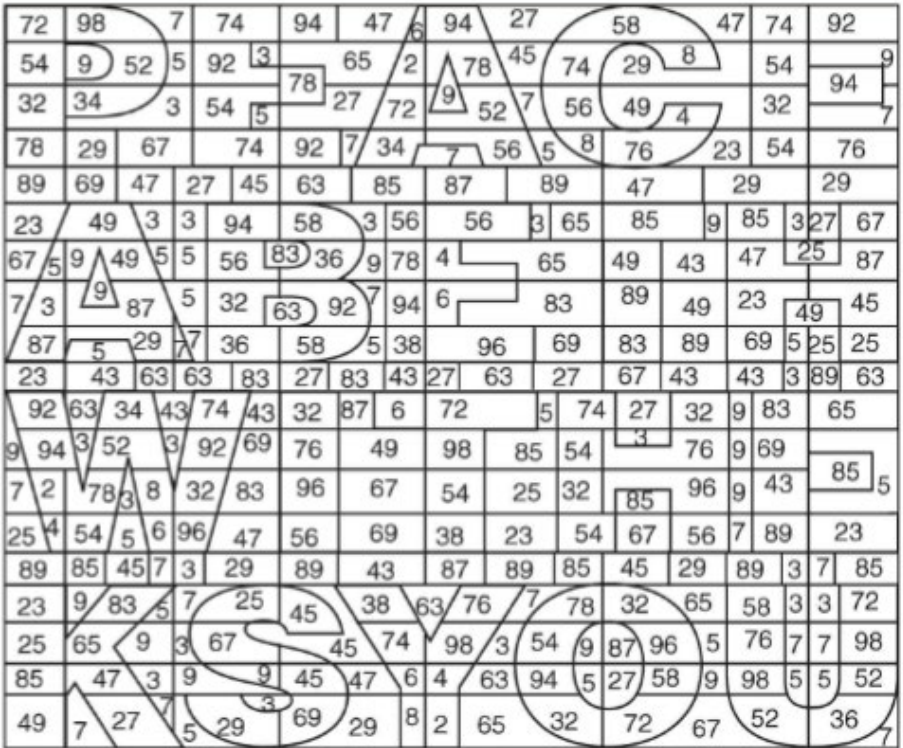 72 98 7 74 94 47 6 94 27 58 47 74 92
54 9 52 5 92 3 78 65 2 78 45 74 29 8 54 94 9
32 34 3 54 5 27 72 9 52 7 56 49 4 32 7
78 29 67 74 92 7 34 7 56 5 8 76 23 54 76
89 69 47 27 45 63 85 87 89 47 29 29
23 49 3 3 94 58 3 56 56 3 65 85 9 85 3 27 67
67 5 9 49 5 5 56 83 36 9 78 4 65 49 43 47 25 87
7 3 9 87 5 32 63 92 7 94 6 83 89 49 23 49 45
87 5 29 7 7 36 58 5 38 96 69 83 89 69 5 25 25
23 43 63 63 83 27 83 43 27 63 27 67 43 43 3 89 63
92 63 34 43 74 43 32 87 6 72 5 74 27 32 9 83 65
9 94 3 52 3 92 69 76 49 98 85 54 3 76 9 69
7 2 78 3 8 32 83 96 67 54 25 32 85 96 9 43 85 5
25 4 54 5 6 96 47 56 69 38 23 54 67 56 7 89 23
89 85 45 7 3 29 89 43 87 89 85 45 29 89 3 7 85
23 9 83 5 7 25 45 38 63 76 7 78 32 65 58 3 3 72
25 65 9 3 67 45 74 98 3 54 9 87 96 5 76 7 7 98
85 47 3 9 9 45 47 6 4 63 94 5 27 58 9 98 5 5 52
49 7 27 7 5 29 3 69 29 8 2 65 32 72 67 52 36 7